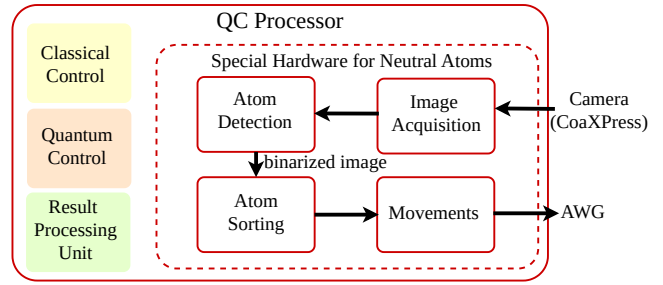 QC Processor
Classical
Control
Quantum
Control
Result
Processing
Unit
Special Hardware for Neutral Atoms
Atom
Detection
Image
Acquisition
Camera
(CoaXPress)
binarized image
Atom
Sorting
Movements
AWG